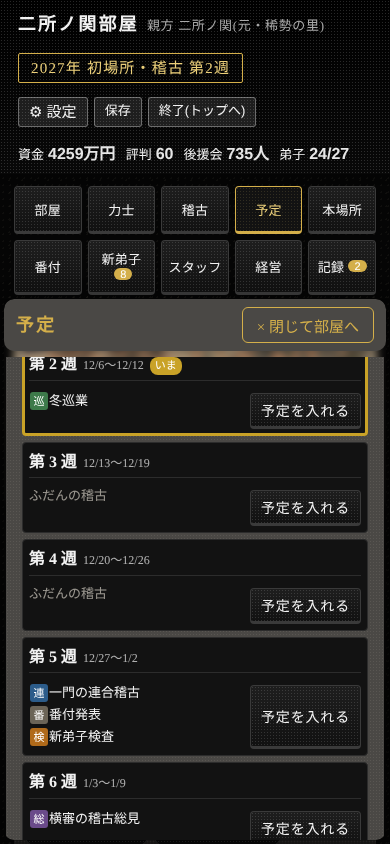 二所ノ関部屋 親方 二所ノ関(元・稀勢の里)
2027年 初場所・稽古 第2週
⚙ 設定 保存 終了(トップへ)
資金 4259万円 評判 60 後援会 735人 弟子 24/27
部屋 力士 稽古 予定 本場所
番付 新弟子 8 スタッフ 経営 記録 2
予定 × 閉じて部屋へ
第 2 週 12/6〜12/12 いま
巡 冬巡業 予定を入れる
第 3 週 12/13〜12/19
ふだんの稽古 予定を入れる
第 4 週 12/20〜12/26
ふだんの稽古 予定を入れる
第 5 週 12/27〜1/2
連 一門の連合稽古
番 番付発表 予定を入れる
検 新弟子検査
第 6 週 1/3〜1/9
総 横審の稽古総見 予定を入れる